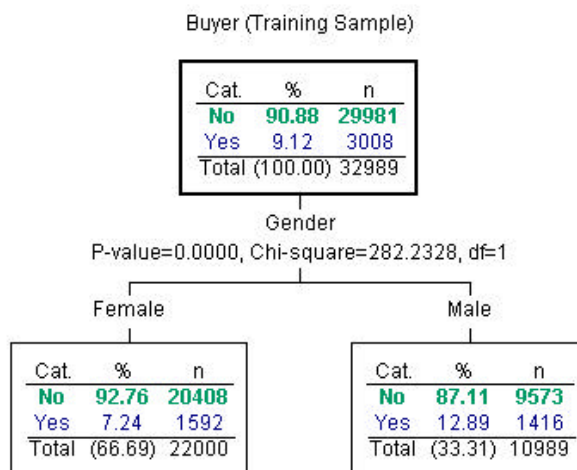 Buyer (Training Sample)
Cat. % n
No 90.88 29981
Yes 9.12 3008
Total (100.00) 32989
Gender
P-value=0.0000, Chi-square=282.2328, df=1
Female
Male
Cat. % n
No 92.76 20408
Yes 7.24 1592
Total (66.69) 22000
Cat. % n
No 87.11 9573
Yes 12.89 1416
Total (33.31) 10989